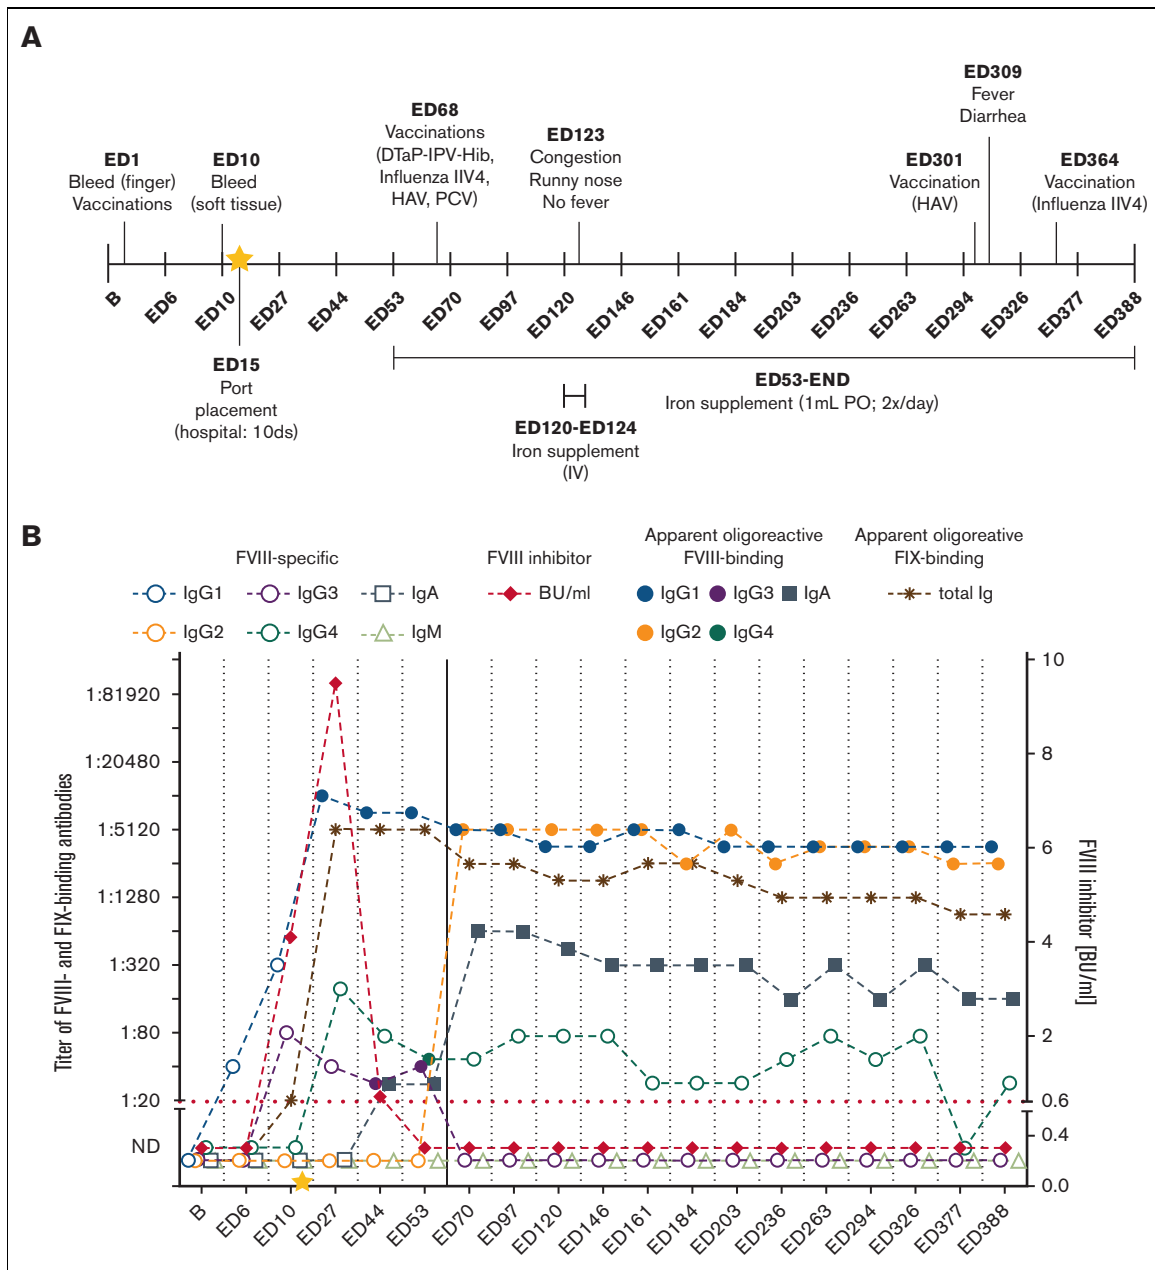 A
ED309
Fever
Diarrhea
ED68
Vaccinations
(DTaP-IPV-Hib,
Influenza IIV4,
HAV, PCV)
ED123
Congestion
Runny nose
No fever
ED1
Bleed (finger)
Vaccinations
ED10
Bleed
(soft tissue)
ED301
Vaccination
(HAV)
ED364
Vaccination
(Influenza IIV4)
B ED6 ED10 ED27 ED44 ED53 ED70 ED97 ED120 ED146 ED161 ED184 ED203 ED236 ED263 ED294 ED326 ED377 ED388
ED15
Port
placement
(hospital: 10ds)
ED53-END
Iron supplement (1mL PO; 2x/day)
ED120-ED124
Iron supplement
(IV)
B
FVIII-specific
IgG1 IgG3 IgA
IgG2 IgG4 IgM
FVIII inhibitor
BU/ml
Apparent oligoreactive
FVIII-binding
IgG1 IgG3 IgA
IgG2 IgG4
Apparent oligoreative
FIX-binding
total Ig
Titer of FVIII- and FIX-binding antibodies
1:81920
1:20480
1:5120
1:1280
1:320
1:80
1:20
ND
10
8
6
4
2
0.6
0.4
0.0
FVIII inhibitor [BU/ml]
B ED6 ED10 ED27 ED44 ED53 ED70 ED97 ED120 ED146 ED161 ED184 ED203 ED236 ED263 ED294 ED326 ED377 ED388